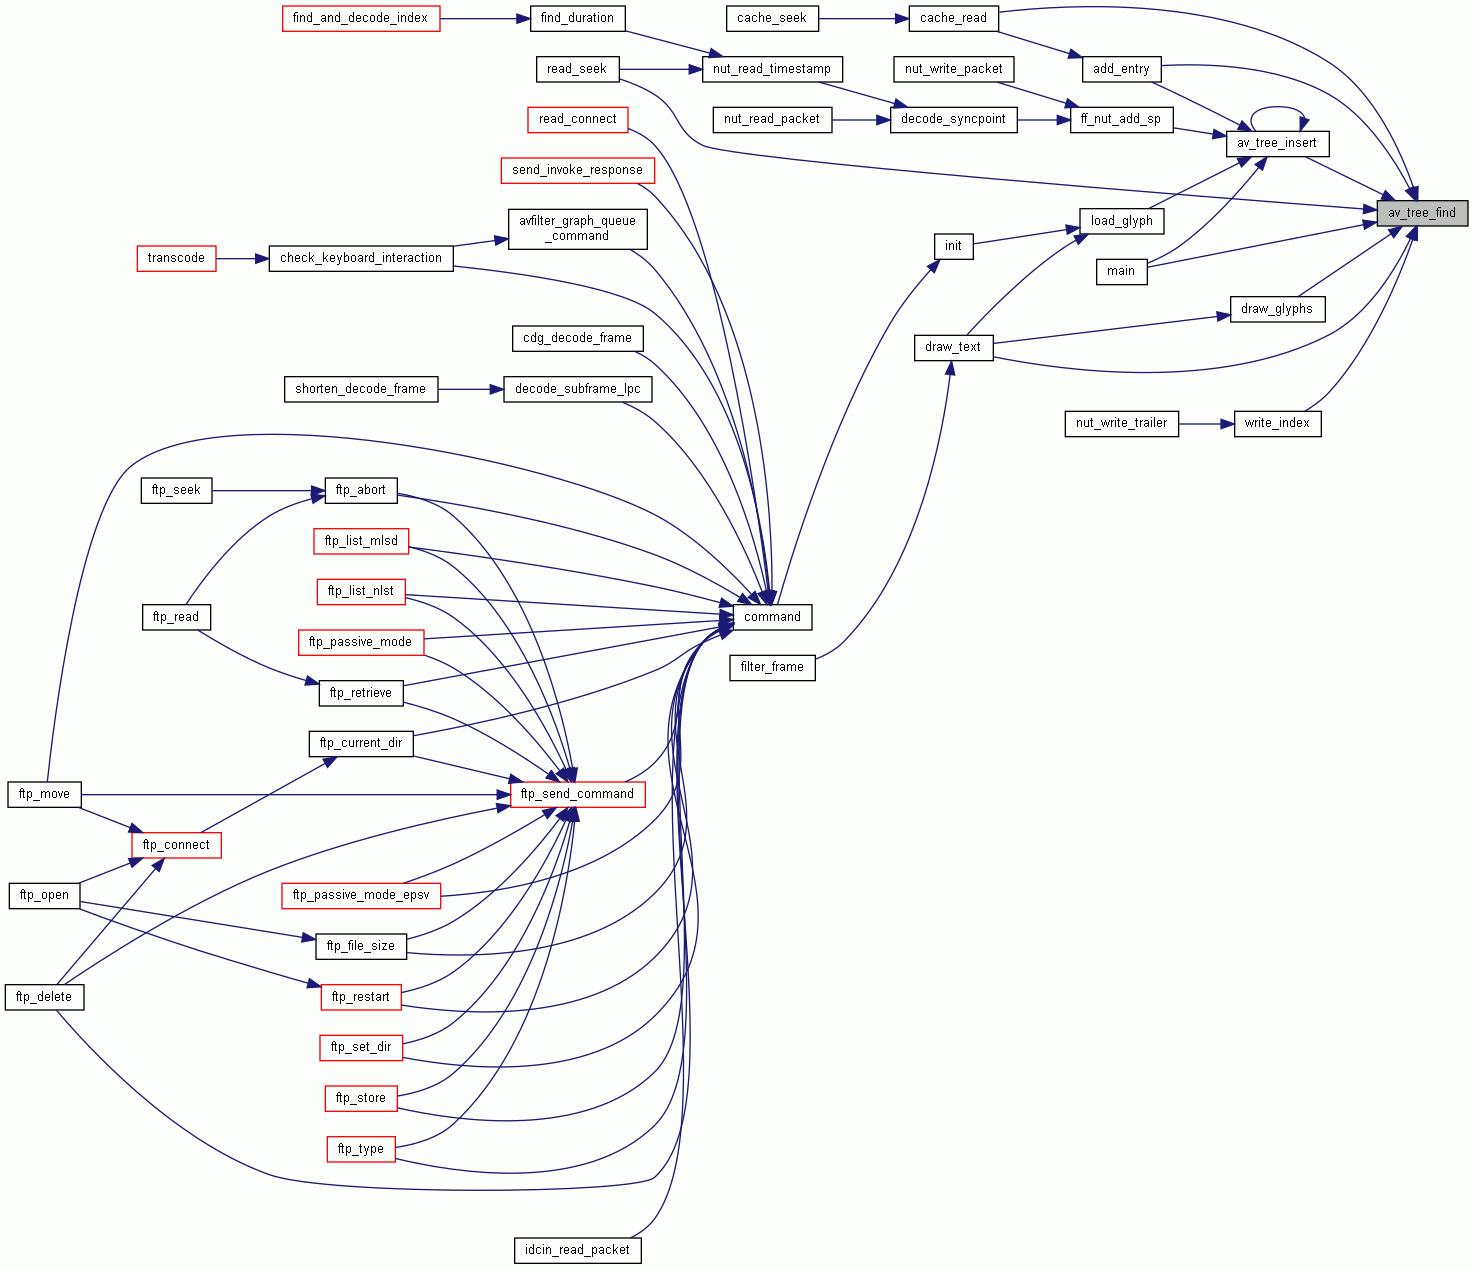 find_and_decode_index
find_duration
cache_seek
cache_read
read_seek
nut_read_timestamp
nut_write_packet
add_entry
read_connect
nut_read_packet
decode_syncpoint
ff_nut_add_sp
av_tree_insert
send_invoke_response
av_tree_find
avfilter_graph_queue
_command
load_glyph
init
transcode
check_keyboard_interaction
main
draw_glyphs
cdg_decode_frame
draw_text
shorten_decode_frame
decode_subframe_lpc
nut_write_trailer
write_index
ftp_seek
ftp_abort
ftp_list_mlsd
ftp_list_nlst
ftp_read
command
ftp_passive_mode
filter_frame
ftp_retrieve
ftp_current_dir
ftp_move
ftp_send_command
ftp_connect
ftp_open
ftp_passive_mode_epsv
ftp_file_size
ftp_delete
ftp_restart
ftp_set_dir
ftp_store
ftp_type
idcin_read_packet